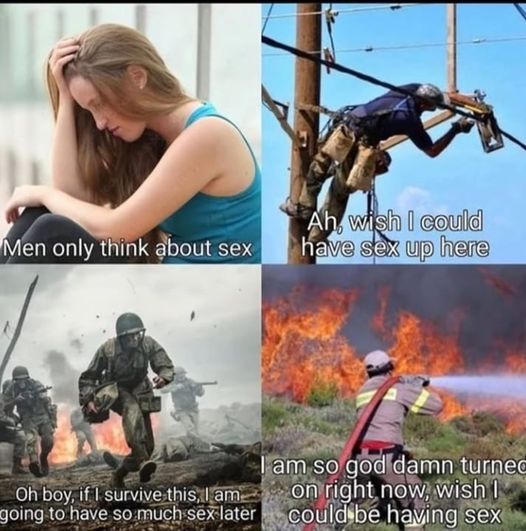 Men only think about sex
Ah, wish I could
have sex up here
Oh boy, if I survive this, I am
going to have so much sex later
I am so god damn turned
on right now, wish I
could be having sex